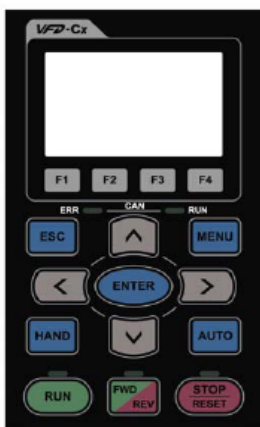 VFD-Cx
F1 F2 F3 F4
ERR CAN RUN
ESC MENU
ENTER
HAND AUTO
RUN FWD REV STOP RESET